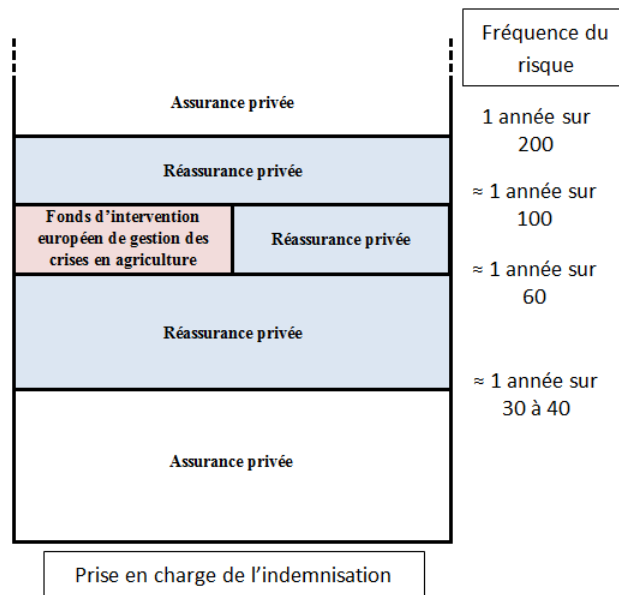 Fréquence du
risque
Assurance privée
1 année sur
200
Réassurance privée
≈ 1 année sur
100
Fonds d’intervention
européen de gestion des
crises en agriculture
Réassurance privée
≈ 1 année sur
60
Réassurance privée
≈ 1 année sur
30 à 40
Assurance privée
Prise en charge de l’indemnisation